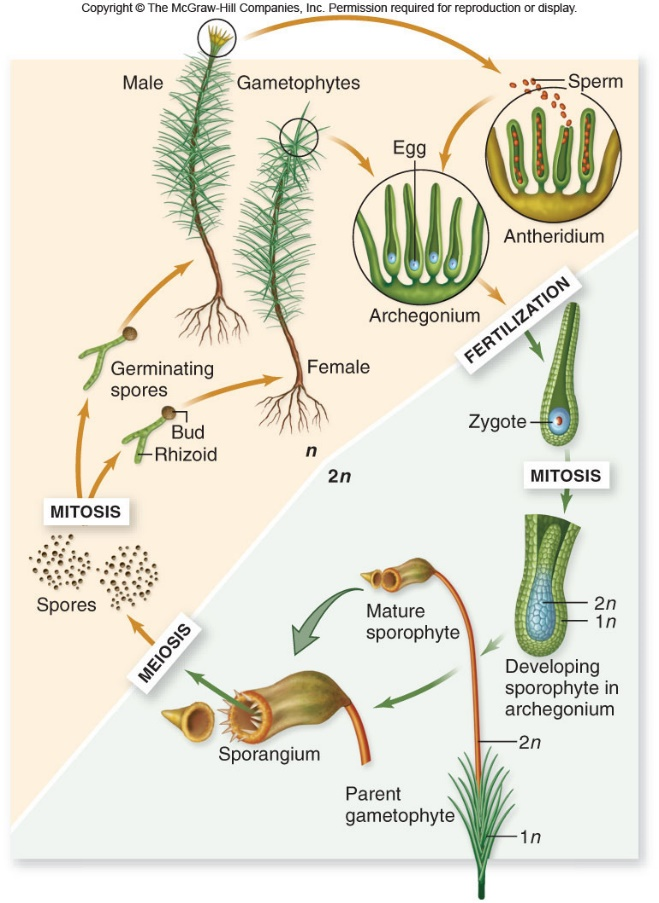 Copyright © The McGraw-Hill Companies, Inc. Permission required for reproduction or display.
Male
Gametophytes
Sperm
Egg
Antheridium
Archegonium
FERTILIZATION
Germinating
spores
Female
Bud
Rhizoid
Zygote
n
2n
MITOSIS
MITOSIS
Spores
Mature
sporophyte
2n
1n
MEIOSIS
Developing
sporophyte in
archegonium
Sporangium
2n
Parent
gametophyte
1n